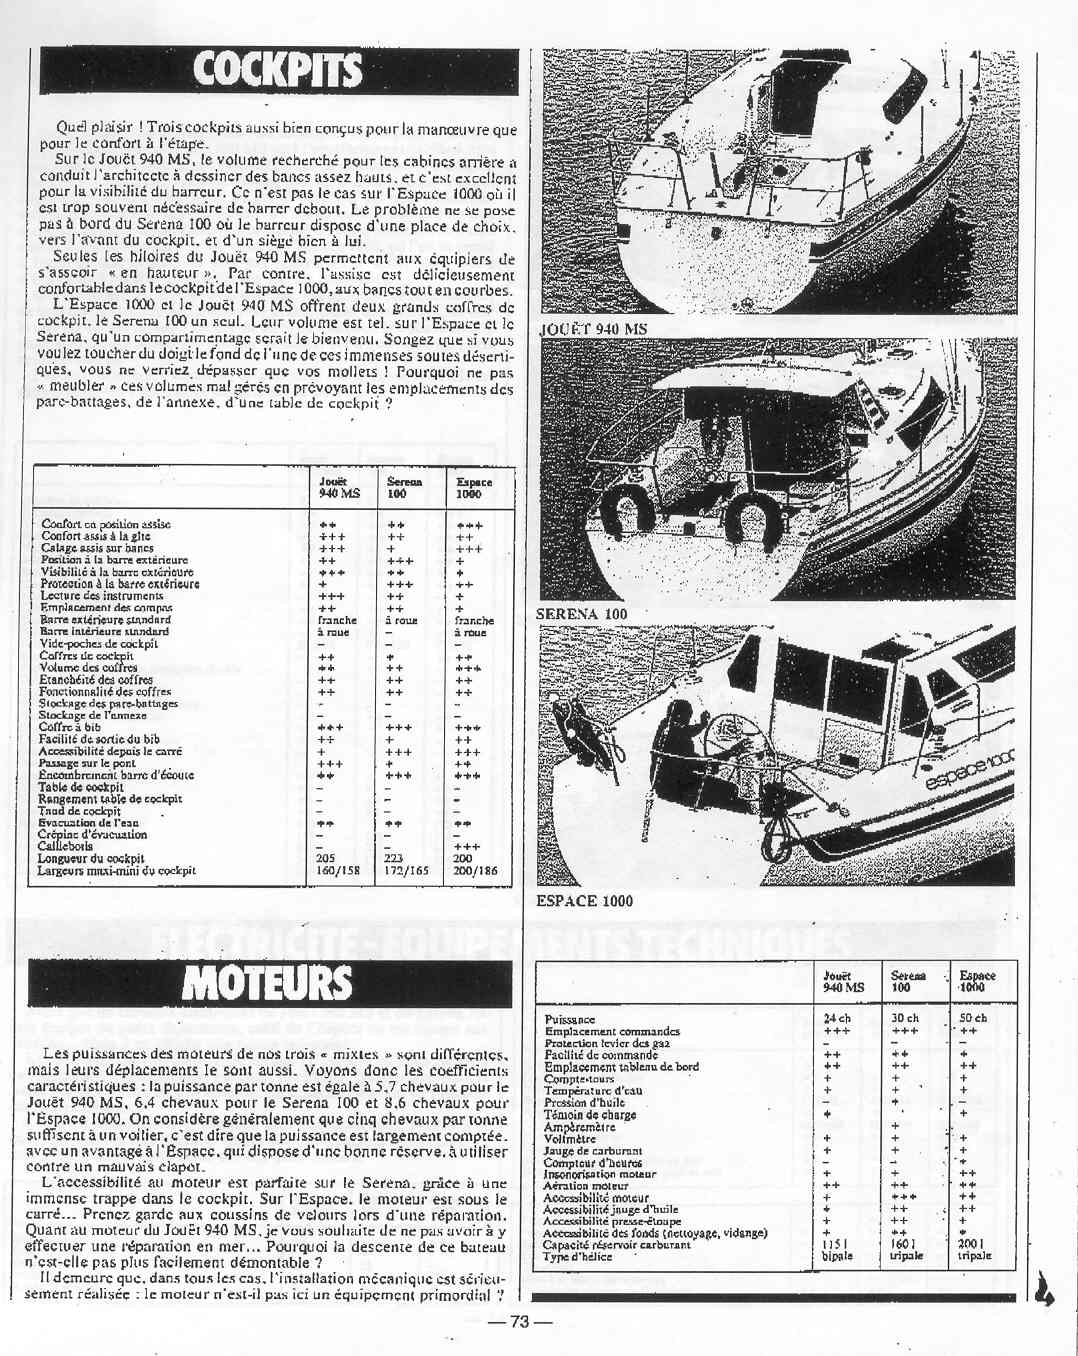 COCKPITS
Quel plaisir ! Trois cockpits aussi bien conçus pour la manœuvre que
pour le confort à l'étape.
Sur le Jouët 940 MS, le volume recherché pour les cabines arrière a
conduit l'architecte à dessiner des bancs assez hauts, et c'est excellent
pour la visibilité du barreur. Ce n'est pas le cas sur l'Espace 1000 où il
est trop souvent nécessaire de barrer debout. Le problème ne se pose
pas à bord du Serena 100 où le barreur dispose d'une place de choix,
vers l'avant du cockpit, et d'un siège bien à lui.
Seules les hiloires du Jouët 940 MS permettent aux équipiers de
s'asseoir « en hauteur ». Par contre, l'assise est délicieusement
confortable dans le cockpit de l'Espace 1000, aux bancs tout en courbes.
L'Espace 1000 et le Jouët 940 MS offrent deux grands coffres de
cockpit, le Serena 100 un seul. Leur volume est tel, sur l'Espace et le
Serena, qu'un compartimentage serait le bienvenu. Songez que si vous
voulez toucher du doigt le fond de l'une de ces immenses soutes déserti-
ques, vous ne verriez dépasser que vos mollets ! Pourquoi ne pas
« meubler » ces volumes mal gérés en prévoyant les emplacements des
pare-battages, de l'annexe, d'une table de cockpit ?
Jouët 940 MS Serena 100 Espace 1000
Confort en position assise ++ ++ +++
Confort assis à la gîte +++ ++ ++
Calage assis sur bancs +++ + +++
Position à la barre extérieure ++ +++ +
Visibilité à la barre extérieure +++ ++ +
Protection à la barre extérieure + +++ ++
Lecture des instruments +++ ++ +
Emplacement des compas ++ ++ +
Barre extérieure standard franche à roue franche
Barre intérieure standard à roue – à roue
Vide-poches de cockpit – – –
Coffres de cockpit ++ + ++
Volume des coffres ++ ++ +++
Etanchéité des coffres ++ ++ ++
Fonctionnalité des coffres ++ ++ ++
Stockage des pare-battages – – –
Stockage de l'annexe – – –
Coffre à bib +++ +++ +++
Facilité de sortie du bib ++ + ++
Accessibilité depuis le carré + +++ +++
Passage sur le pont +++ + ++
Encombrement barre d'écoute ++ +++ +++
Table de cockpit – – –
Rangement table de cockpit – – –
Taud de cockpit – – –
Evacuation de l'eau ++ ++ ++
Crépine d'évacuation – – –
Caillebotis – – +++
Longueur du cockpit 205 223 200
Largeurs maxi-mini du cockpit 160/158 172/165 200/186
JOUËT 940 MS
SERENA 100
espace 1000
ESPACE 1000
MOTEURS
Les puissances des moteurs de nos trois « mixtes » sont différentes,
mais leurs déplacements le sont aussi. Voyons donc les coefficients
caractéristiques : la puissance par tonne est égale à 5,7 chevaux pour le
Jouët 940 MS, 6,4 chevaux pour le Serena 100 et 8,6 chevaux pour
l'Espace 1000. On considère généralement que cinq chevaux par tonne
suffisent à un voilier, c'est dire que la puissance est largement comptée,
avec un avantage à l'Espace, qui dispose d'une bonne réserve, à utiliser
contre un mauvais clapot.
L'accessibilité au moteur est parfaite sur le Serena, grâce à une
immense trappe dans le cockpit. Sur l'Espace, le moteur est sous le
carré... Prenez garde aux coussins de velours lors d'une réparation.
Quant au moteur du Jouët 940 MS, je vous souhaite de ne pas avoir à y
effectuer une réparation en mer... Pourquoi la descente de ce bateau
n'est-elle pas plus facilement démontable ?
Il demeure que, dans tous les cas, l'installation mécanique est sérieu-
sement réalisée : le moteur n'est-il pas ici un équipement primordial ?
Jouët 940 MS Serena 100 Espace 1000
Puissance 24 ch 30 ch 50 ch
Emplacement commandes +++ +++ ++
Protection levier des gaz – – –
Facilité de commande ++ ++ +
Emplacement tableau de bord ++ ++ ++
Compte-tours + + +
Température d'eau + + +
Pression d'huile – + –
Témoin de charge + +
Ampèremètre +
Voltmètre + + +
Jauge de carburant + + +
Compteur d'heures – – +
Insonorisation moteur + + ++
Aération moteur ++ ++ ++
Accessibilité moteur + +++ ++
Accessibilité jauge d'huile + ++ ++
Accessibilité presse-étoupe + ++ +
Accessibilité des fonds (nettoyage, vidange) + ++ +
Capacité réservoir carburant 115 l 160 l 200 l
Type d'hélice bipale tripale tripale
— 73 —